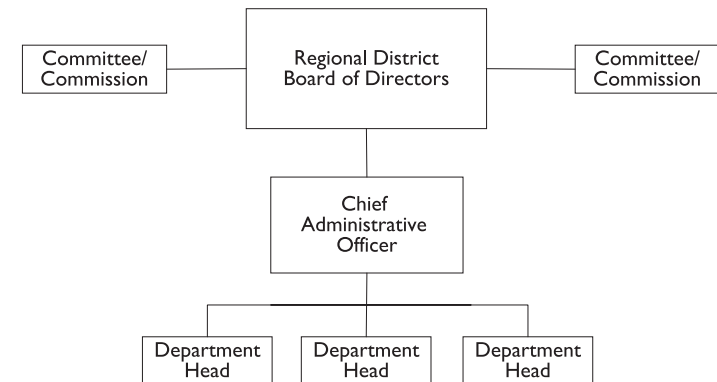 Committee/
Commission
Regional District
Board of Directors
Committee/
Commission
Chief
Administrative
Officer
Department
Head
Department
Head
Department
Head